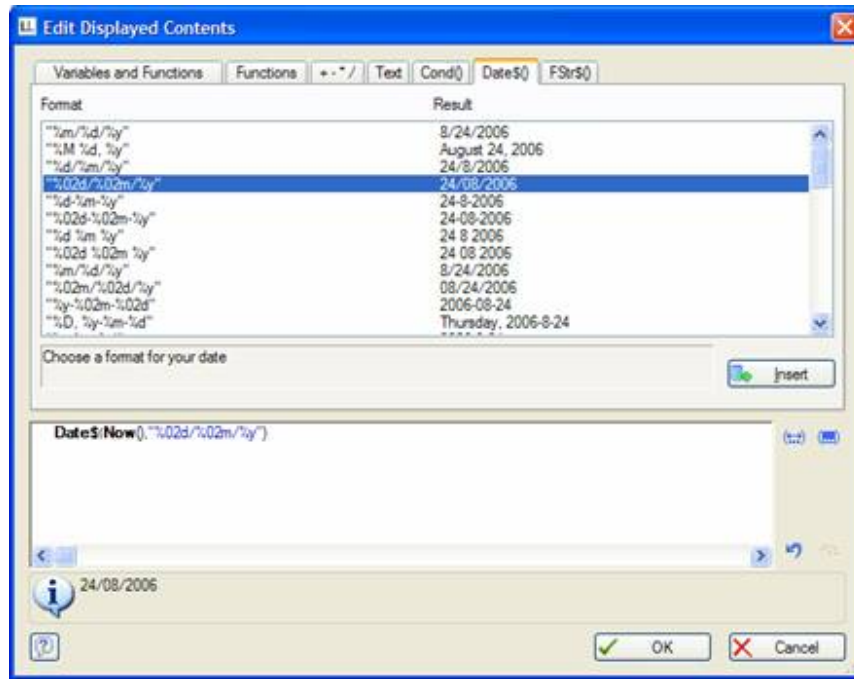 Edit Displayed Contents
Variables and Functions Functions + - * / Text Cond() Date$() FStr$()
Format Result
"%m/%d/%y" 8/24/2006
"%M %d, %y" August 24, 2006
"%d/%m/%y" 24/8/2006
"%02d/%02m/%y" 24/08/2006
"%d-%m-%y" 24-8-2006
"%02d-%02m-%y" 24-08-2006
"%d %m %y" 24 8 2006
"%02d %02m %y" 24 08 2006
"%m/%d/%y" 8/24/2006
"%02m/%02d/%y" 08/24/2006
"%y-%02m-%02d" 2006-08-24
"%D, %y-%m-%d" Thursday, 2006-8-24
Choose a format for your date
Insert
Date$(Now(),"%02d/%02m/%y")
24/08/2006
OK Cancel